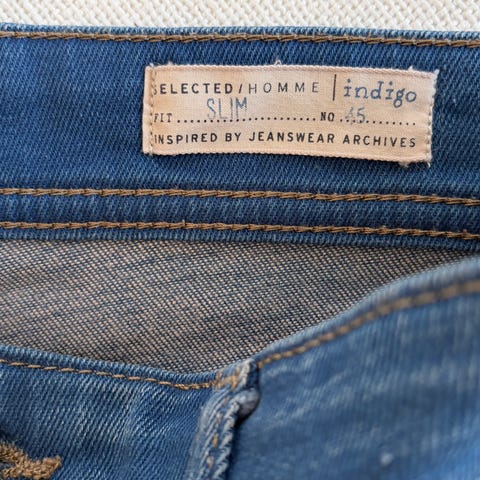 SELECTED/HOMME | indigo
FIT....SLIM............NO..45........
INSPIRED BY JEANSWEAR ARCHIVES